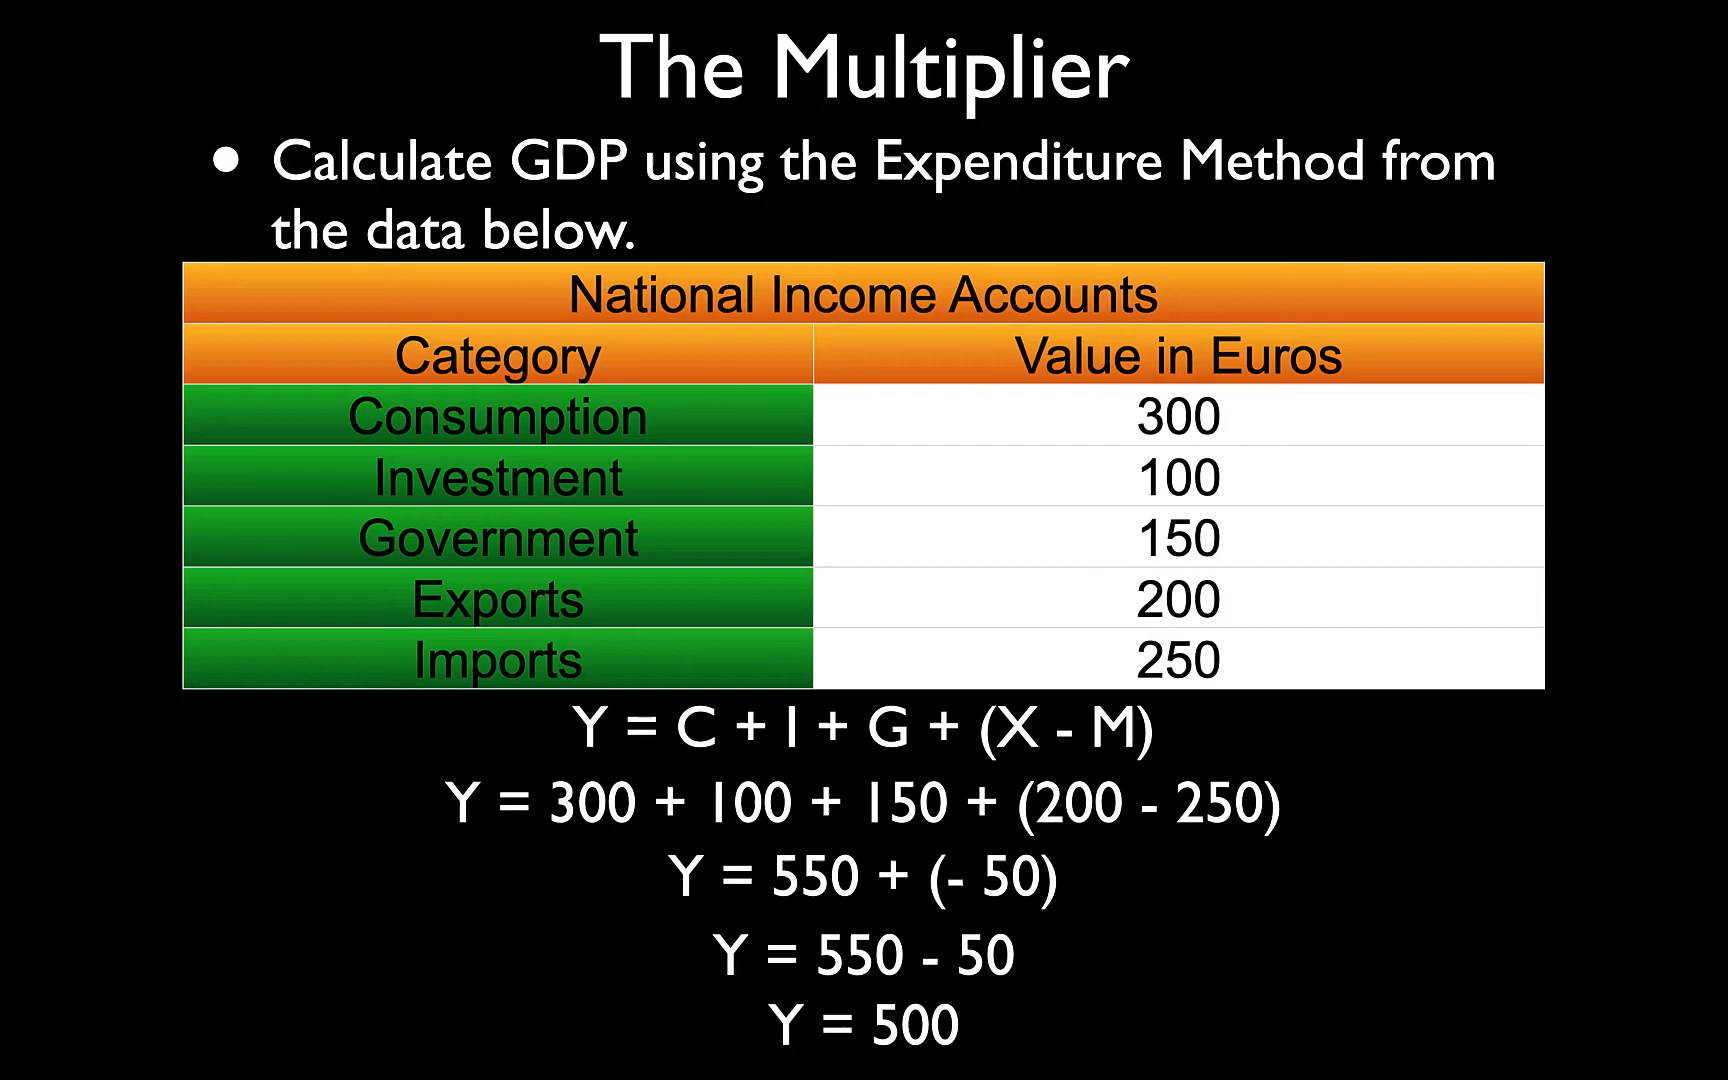 The Multiplier
• Calculate GDP using the Expenditure Method from
the data below.
National Income Accounts
Category Value in Euros
Consumption 300
Investment 100
Government 150
Exports 200
Imports 250
Y = C + I + G + (X - M)
Y = 300 + 100 + 150 + (200 - 250)
Y = 550 + (- 50)
Y = 550 - 50
Y = 500